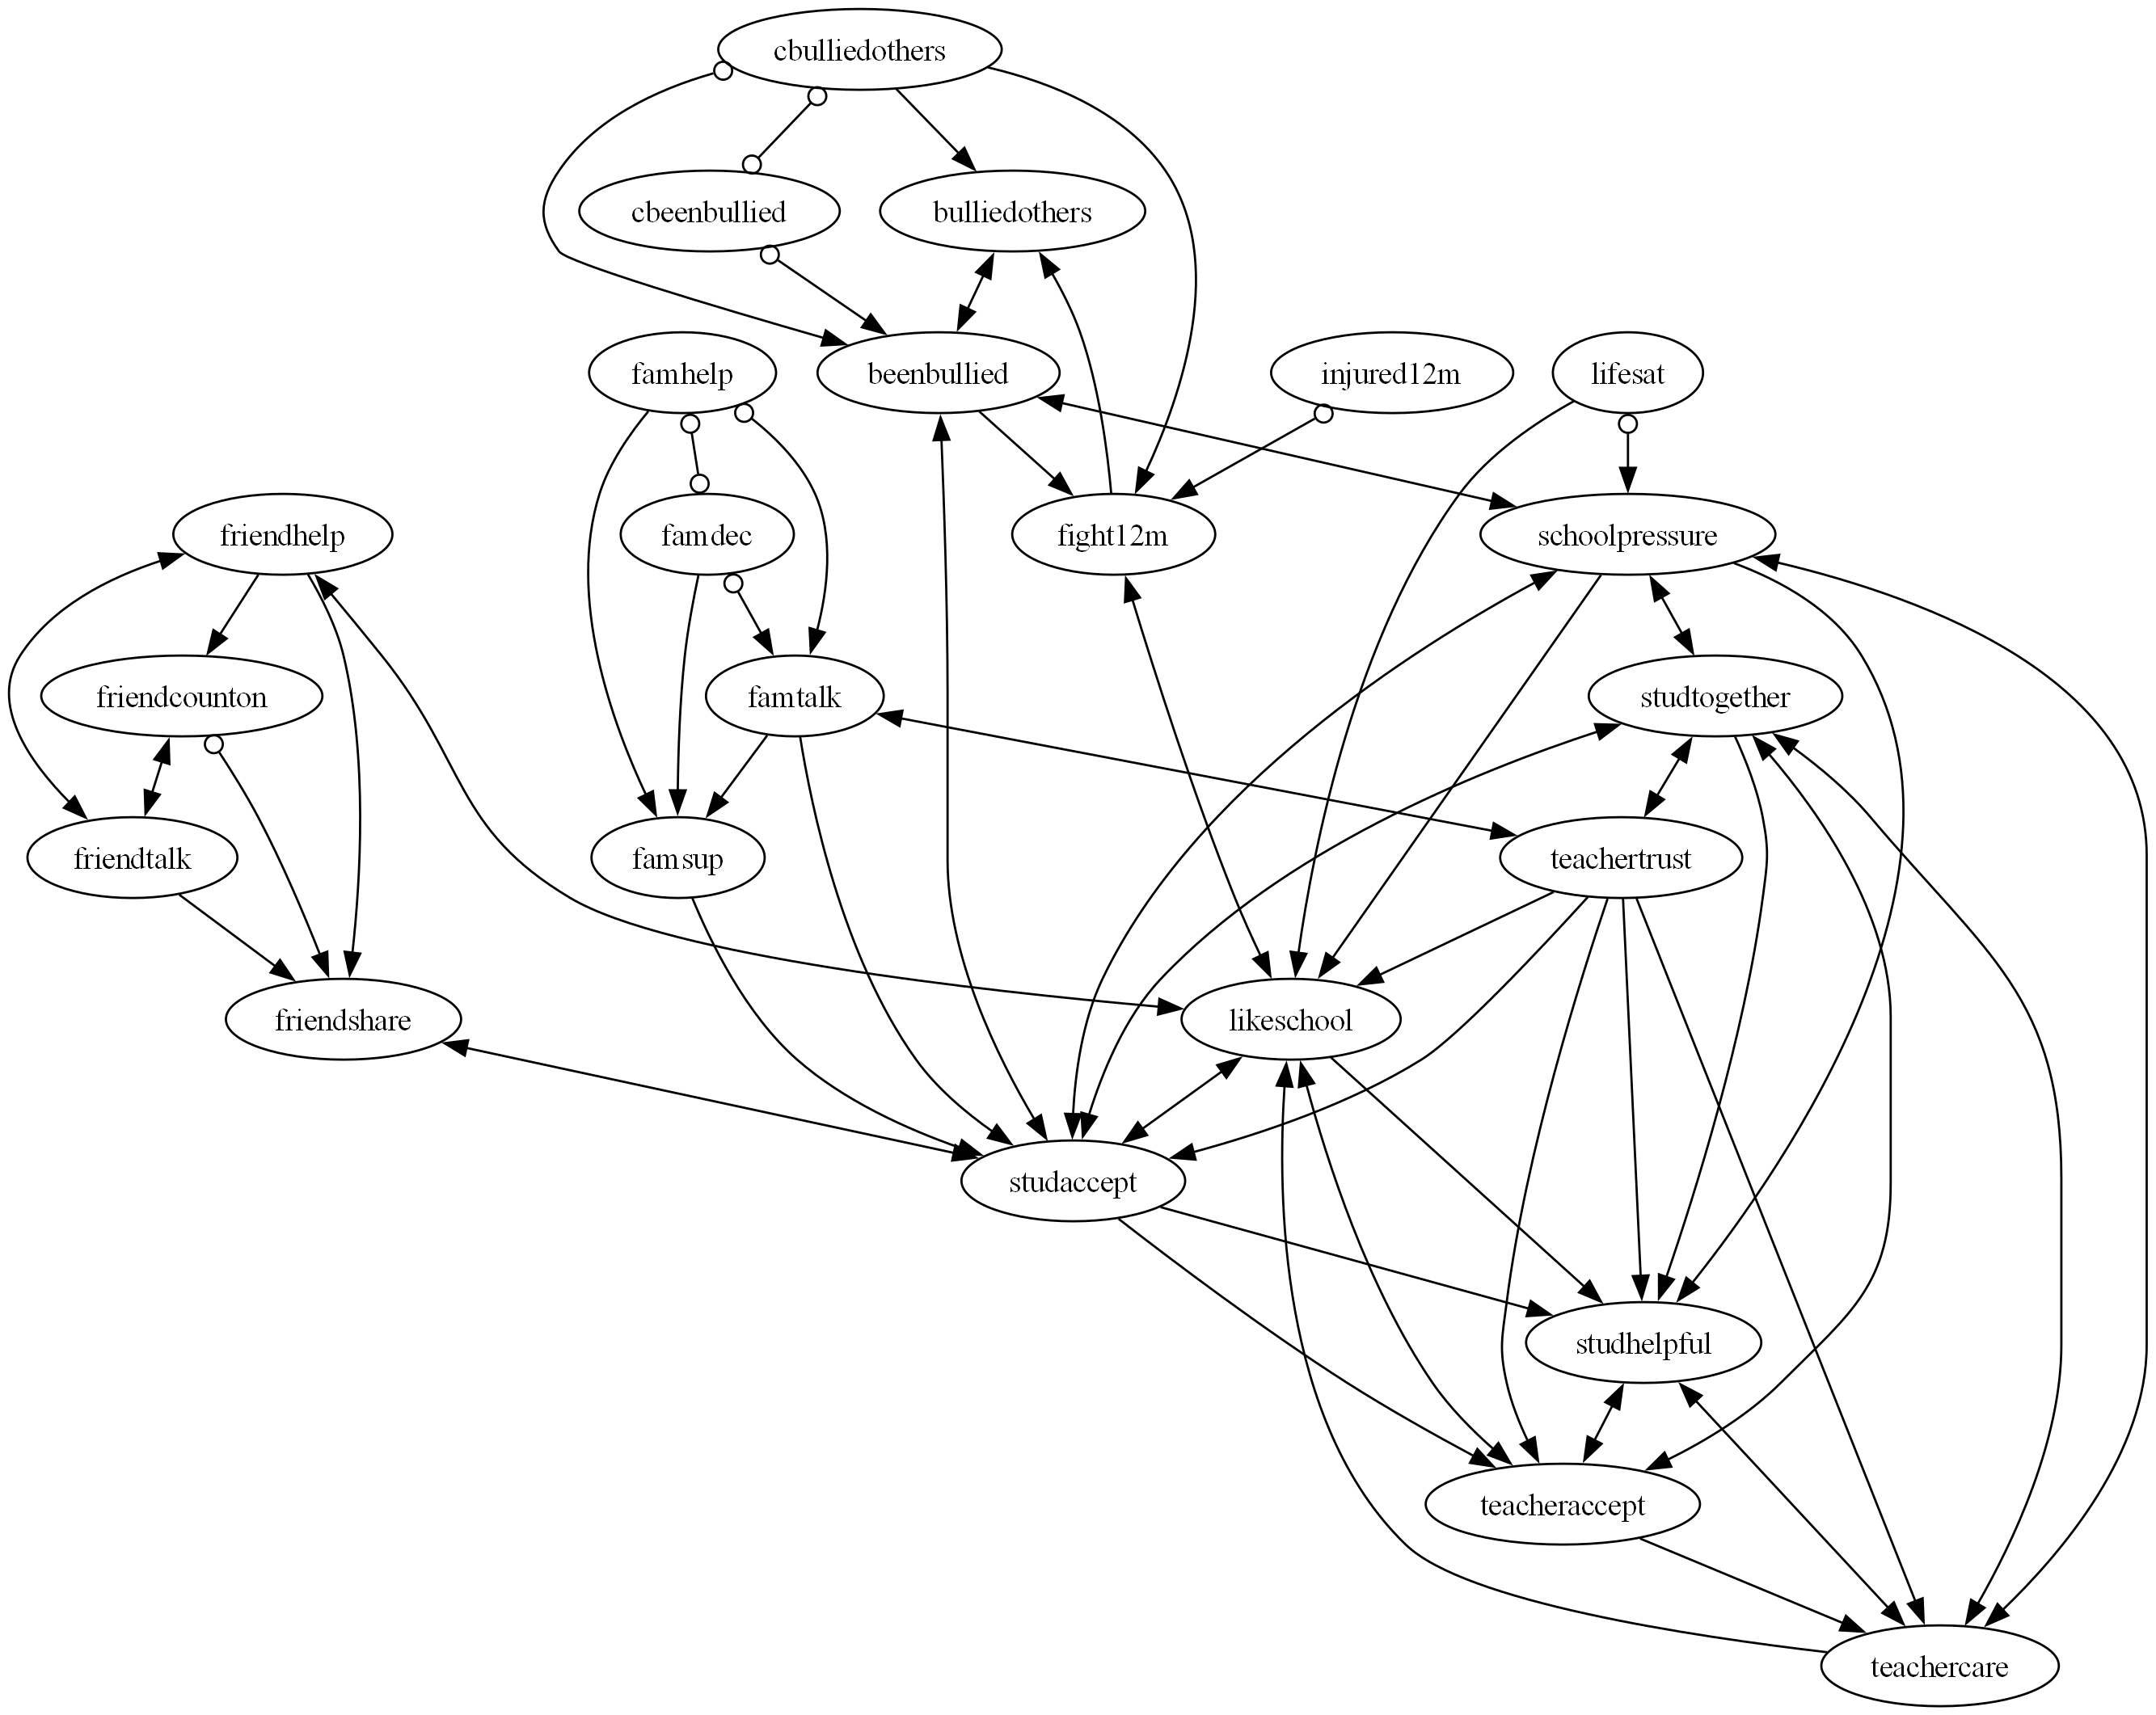 cbulliedothers
cbeenbullied
bulliedothers
famhelp
beenbullied
injured12m
lifesat
friendhelp
famdec
fight12m
schoolpressure
friendcounton
famtalk
studtogether
friendtalk
famsup
teachertrust
friendshare
likeschool
studaccept
studhelpful
teacheraccept
teachercare